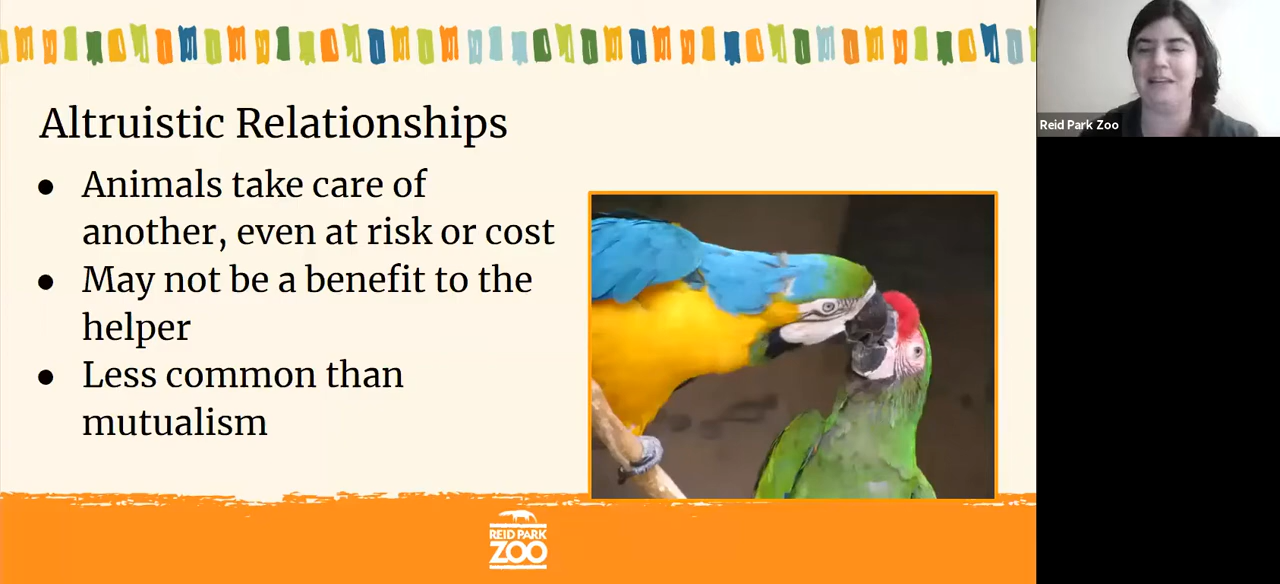 Altruistic Relationships
● Animals take care of
another, even at risk or cost
● May not be a benefit to the
helper
● Less common than
mutualism
REID PARK
ZOO
Reid Park Zoo